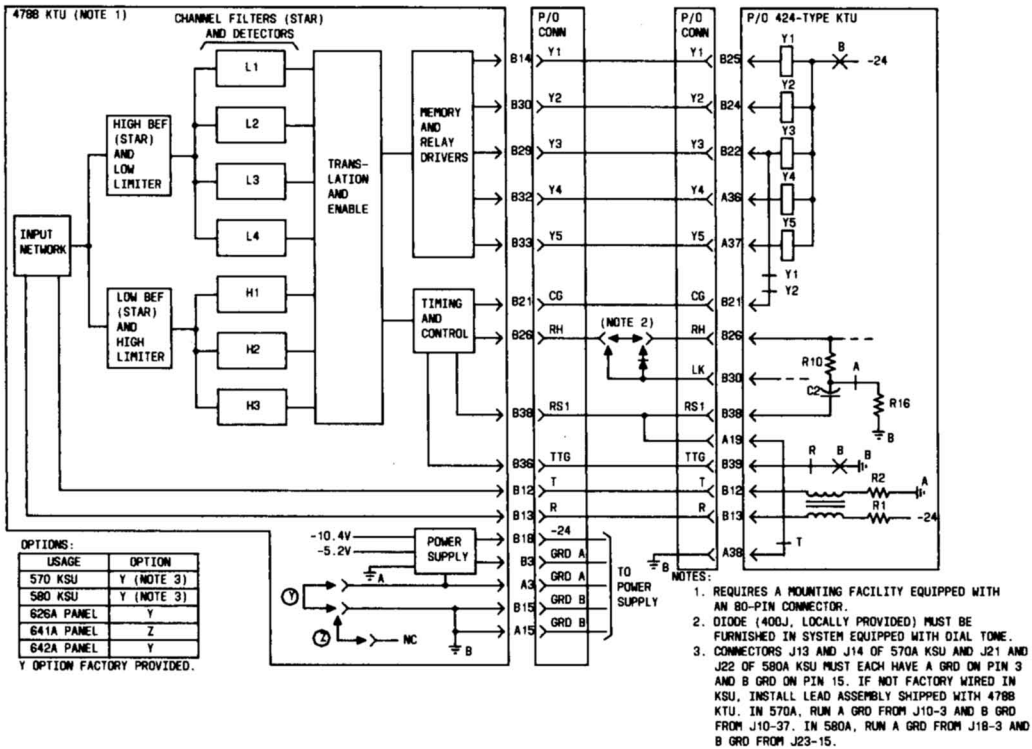 478B KTU (NOTE 1)
CHANNEL FILTERS (STAR)
AND DETECTORS
P/O
CONN
P/O
CONN
P/O 424-TYPE KTU
L1
L2
L3
L4
H1
H2
H3
HIGH BEF
(STAR)
AND
LOW
LIMITER
INPUT
NETWORK
LOW BEF
(STAR)
AND
HIGH
LIMITER
TRANS-
LATION
AND
ENABLE
MEMORY
AND
RELAY
DRIVERS
TIMING
AND
CONTROL
B14 Y1 Y1 B25 Y1 B -24
B30 Y2 Y2 B24 Y2
B29 Y3 Y3 B22 Y3
B32 Y4 Y4 A36 Y4
B33 Y5 Y5 A37 Y5
Y1
Y2
B21 CG CG B21
(NOTE 2)
B26 RH RH B26
R10
LK B30 A
C2
R16
B38 RS1 RS1 B38
B
A19
B36 TTG TTG B39 R B B
B12 T T B12 R2 A
B13 R R B13 R1 -24
A38 T
B
-10.4V
-5.2V
POWER
SUPPLY
A
B18 -24
B3 GRD A
A3 GRD A
B15 GRD B
A15 GRD B
TO
POWER
SUPPLY
Y
Z
NC
B
OPTIONS:
USAGE OPTION
570 KSU Y (NOTE 3)
580 KSU Y (NOTE 3)
626A PANEL Y
641A PANEL Z
642A PANEL Y
Y OPTION FACTORY PROVIDED.
NOTES:
1. REQUIRES A MOUNTING FACILITY EQUIPPED WITH
AN 80-PIN CONNECTOR.
2. DIODE (400J, LOCALLY PROVIDED) MUST BE
FURNISHED IN SYSTEM EQUIPPED WITH DIAL TONE.
3. CONNECTORS J13 AND J14 OF 570A KSU AND J21 AND
J22 OF 580A KSU MUST EACH HAVE A GRD ON PIN 3
AND B GRD ON PIN 15. IF NOT FACTORY WIRED IN
KSU, INSTALL LEAD ASSEMBLY SHIPPED WITH 478B
KTU. IN 570A, RUN A GRD FROM J10-3 AND B GRD
FROM J10-37. IN 580A, RUN A GRD FROM J18-3 AND
B GRD FROM J23-15.